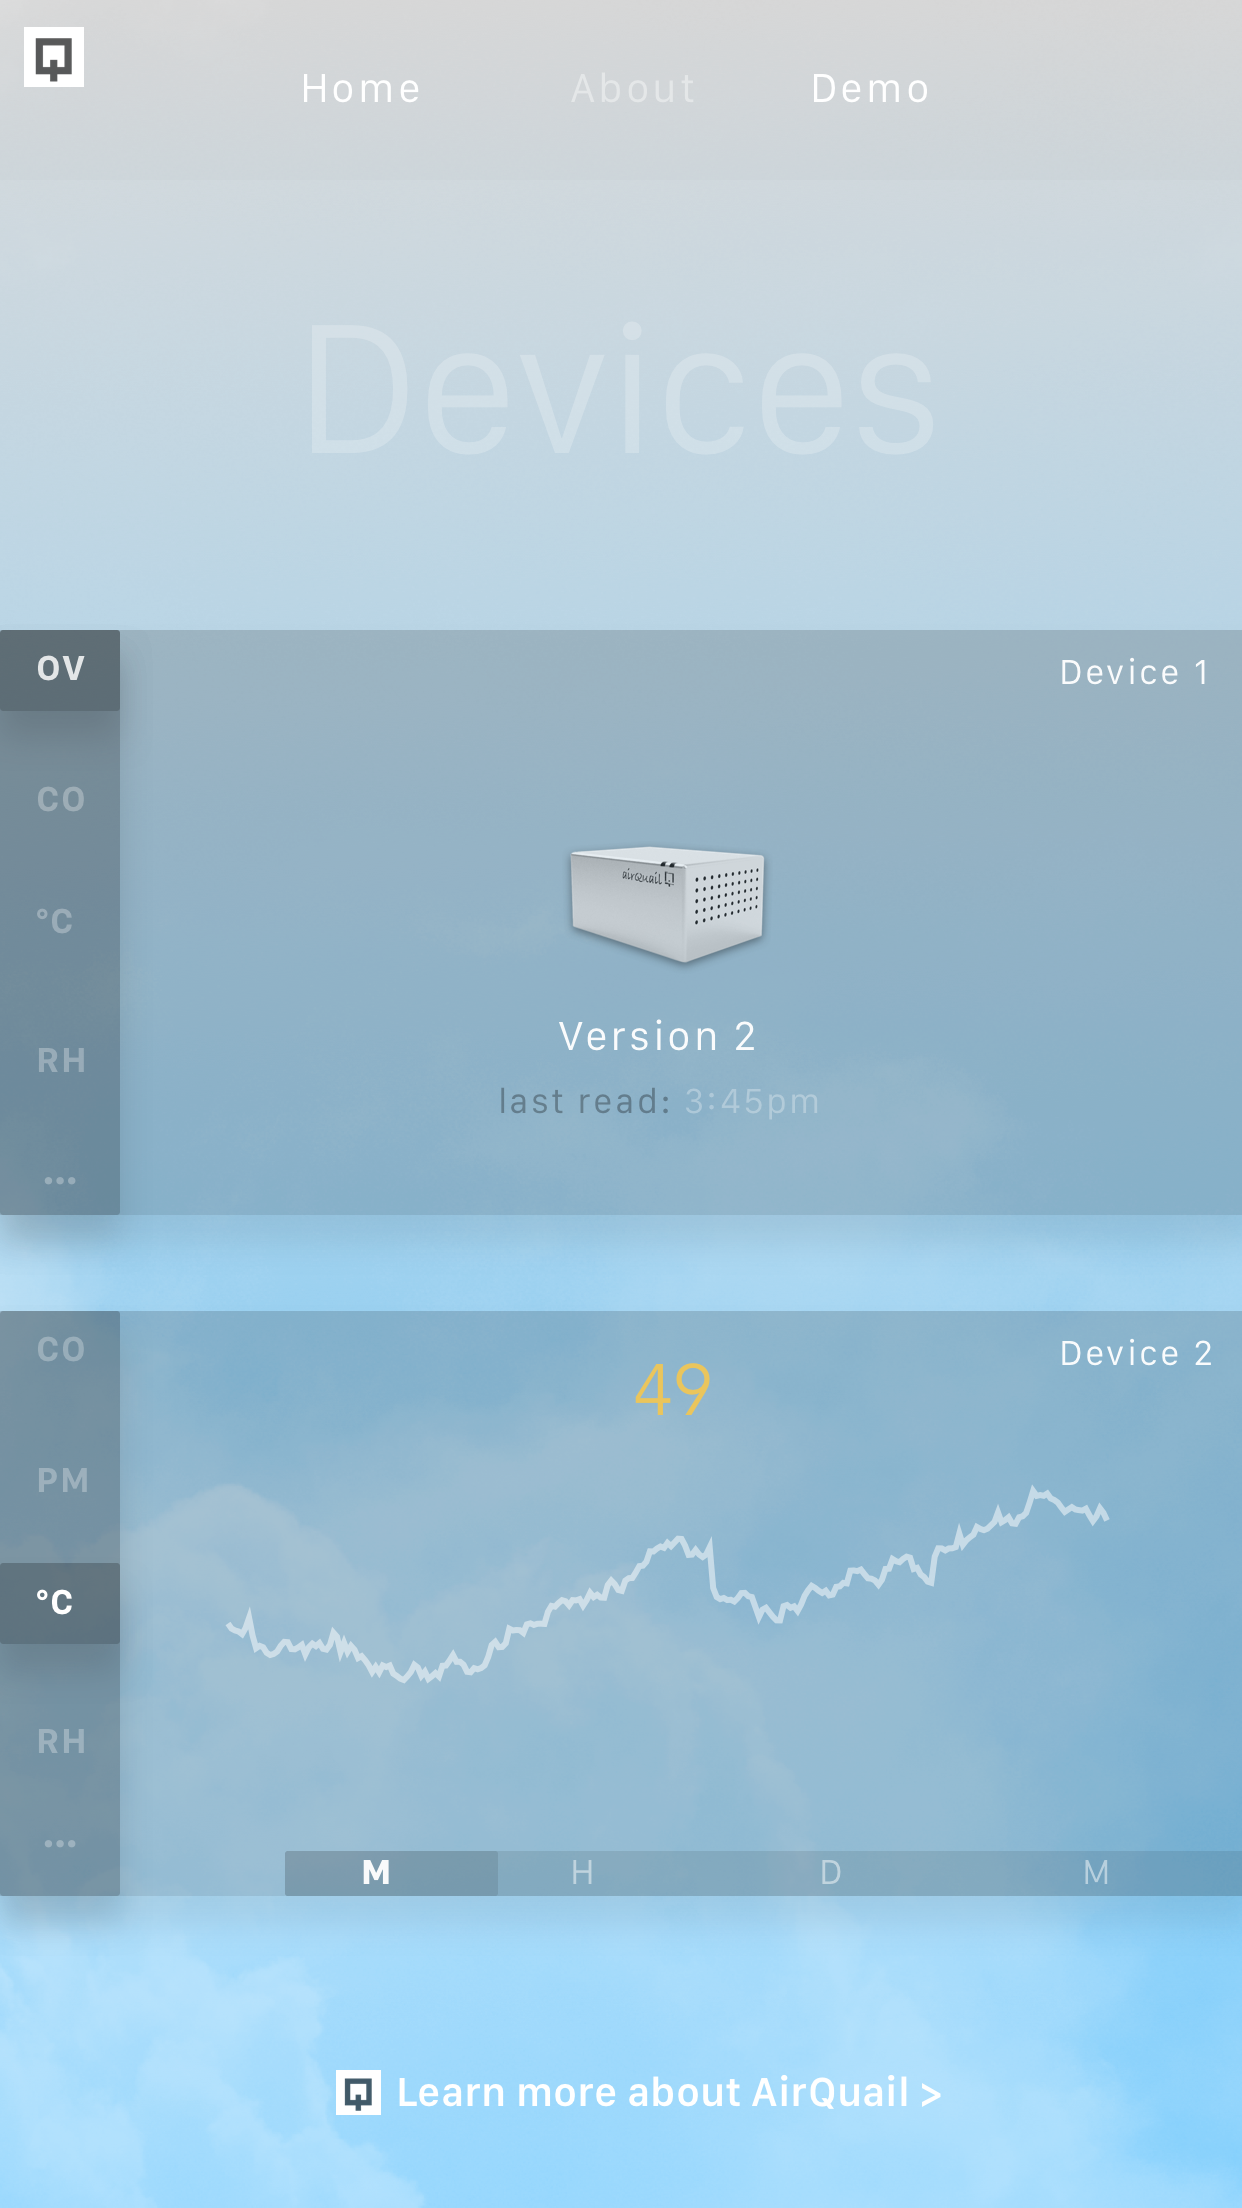 Home About Demo
Devices
OV
Device 1
CO
°C
airQuail
RH
Version 2
last read: 3:45pm
...
CO
Device 2
49
PM
°C
RH
...
M H D M
Learn more about AirQuail >